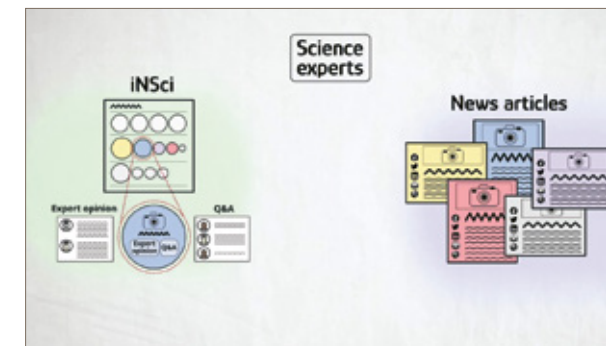 Science
experts
iNSci
News articles
Expert opinion
Q&A
Expert
opinion
Q&A